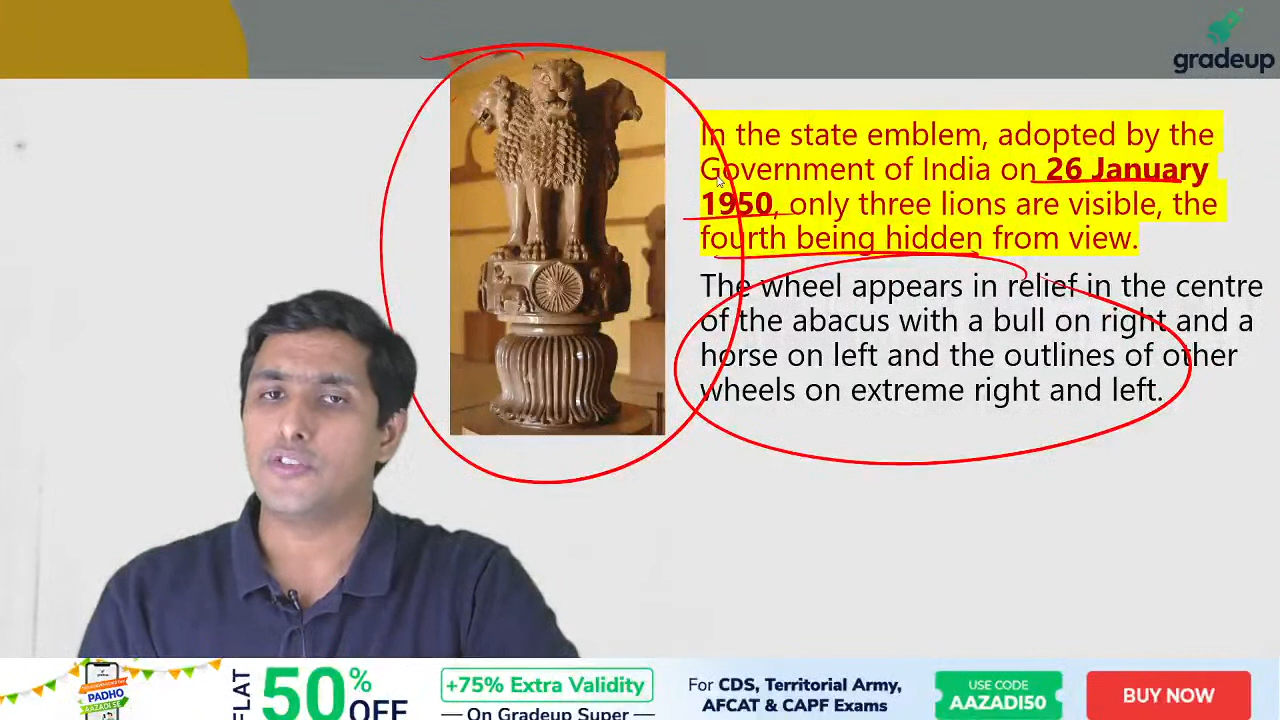 gradeup
In the state emblem, adopted by the
Government of India on 26 January
1950, only three lions are visible, the
fourth being hidden from view.
The wheel appears in relief in the centre
of the abacus with a bull on right and a
horse on left and the outlines of other
wheels on extreme right and left.
PADHO
AAZADI SE
FLAT
50% OFF
+75% Extra Validity
On Gradeup Super
For CDS, Territorial Army,
AFCAT & CAPF Exams
USE CODE
AAZADI50
BUY NOW